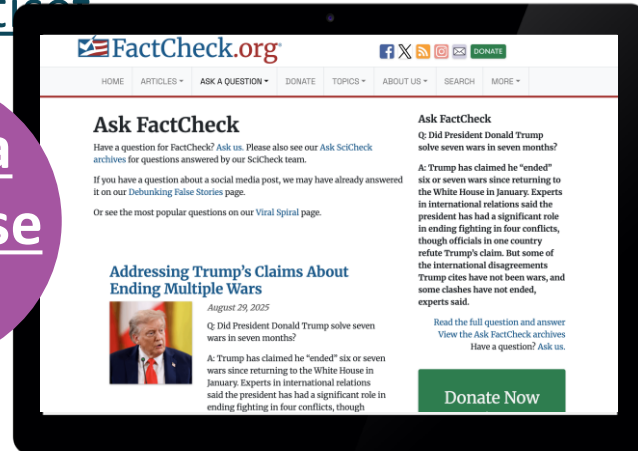 FactCheck.org®
DONATE
HOME ARTICLES ASK A QUESTION DONATE TOPICS ABOUT US SEARCH MORE
Ask FactCheck
Have a question for FactCheck? Ask us. Please also see our Ask SciCheck
archives for questions answered by our SciCheck team.
If you have a question about a social media post, we may have already answered
it on our Debunking False Stories page.
Or see the most popular questions on our Viral Spiral page.
Addressing Trump’s Claims About
Ending Multiple Wars
August 29, 2025
Q: Did President Donald Trump solve seven
wars in seven months?
A: Trump has claimed he “ended” six or seven
wars since returning to the White House in
January. Experts in international relations
said the president has had a significant role in
ending fighting in four conflicts, though
Ask FactCheck
Q: Did President Donald Trump
solve seven wars in seven months?
A: Trump has claimed he “ended”
six or seven wars since returning to
the White House in January. Experts
in international relations said the
president has had a significant role
in ending fighting in four conflicts,
though officials in one country
refute Trump’s claim. But some of
the international disagreements
Trump cites have not been wars, and
some clashes have not ended,
experts said.
Read the full question and answer
View the Ask FactCheck archives
Have a question? Ask us.
Donate Now